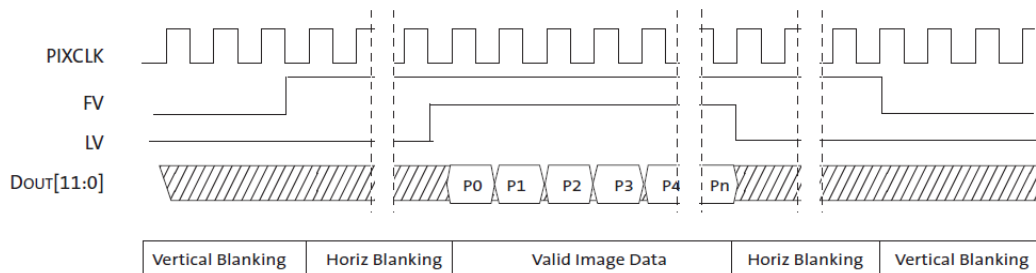 PIXCLK
FV
LV
DOUT[11:0]
P0 P1 P2 P3 P4 Pn
Vertical Blanking Horiz Blanking Valid Image Data Horiz Blanking Vertical Blanking